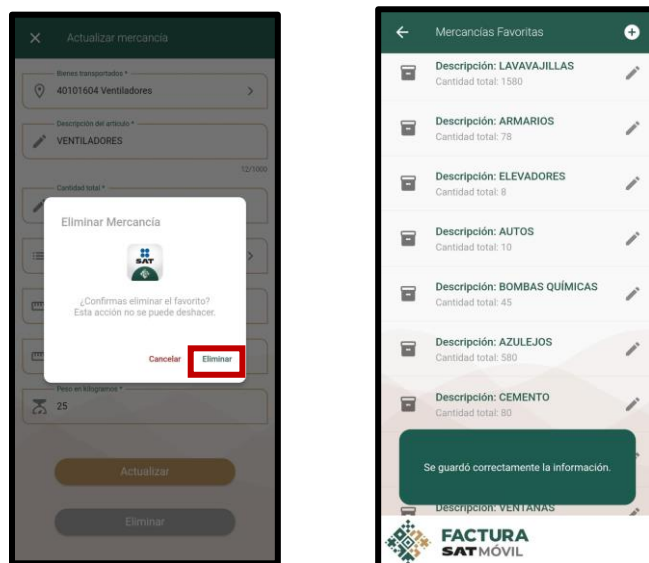 Actualizar mercancía
Bienes transportados *
40101604 Ventiladores
Descripción del artículo *
VENTILADORES
12/1000
Cantidad total *
Eliminar Mercancía
SAT
¿Confirmas eliminar el favorito?
Esta acción no se puede deshacer.
Cancelar Eliminar
Peso en kilogramos *
25
Actualizar
Eliminar
Mercancías Favoritas
Descripción: LAVAVAJILLAS
Cantidad total: 1580
Descripción: ARMARIOS
Cantidad total: 78
Descripción: ELEVADORES
Cantidad total: 8
Descripción: AUTOS
Cantidad total: 10
Descripción: BOMBAS QUÍMICAS
Cantidad total: 45
Descripción: AZULEJOS
Cantidad total: 580
Descripción: CEMENTO
Cantidad total: 80
Se guardó correctamente la información.
Descripción: VENTANAS
FACTURA
SAT MÓVIL